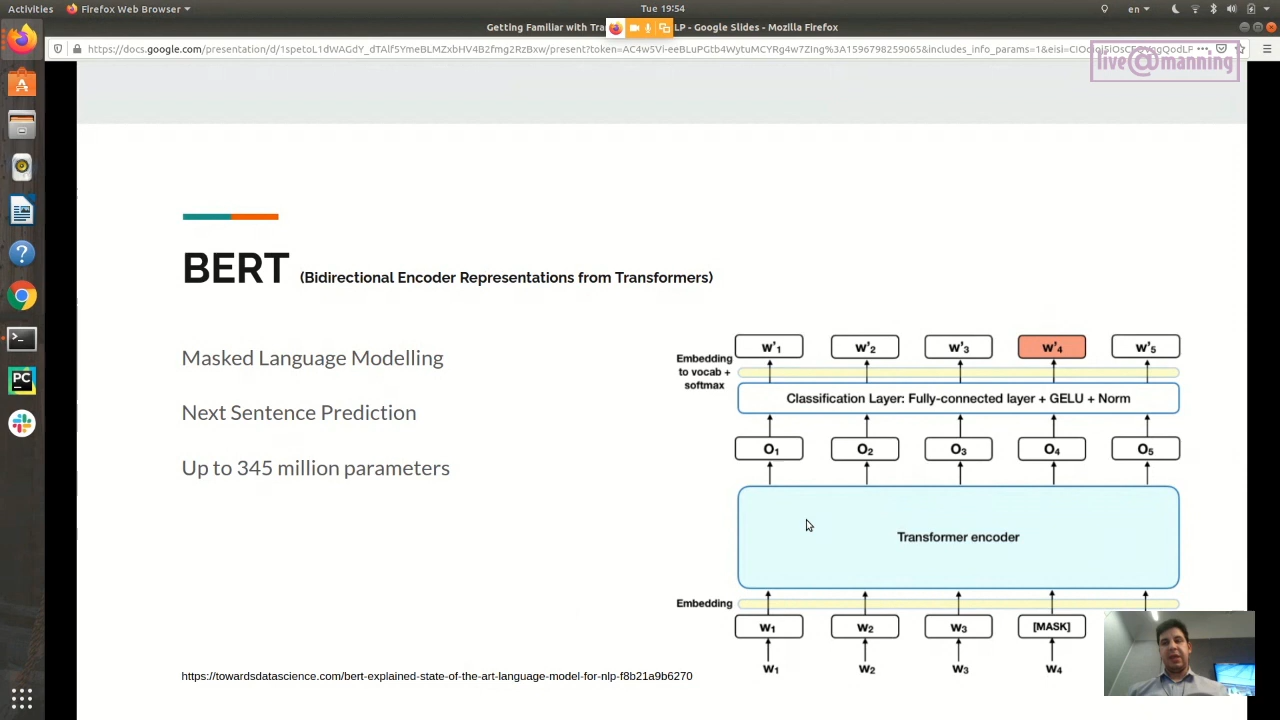 Activities
Firefox Web Browser
Tue 19:54
en
Getting Familiar with Tra
LP - Google Slides - Mozilla Firefox
live@manning
BERT (Bidirectional Encoder Representations from Transformers)
Masked Language Modelling
Next Sentence Prediction
Up to 345 million parameters
w'1 w'2 w'3 w'4 w'5
Embedding
to vocab +
softmax
Classification Layer: Fully-connected layer + GELU + Norm
O1 O2 O3 O4 O5
Transformer encoder
Embedding
W1 W2 W3 [MASK]
W1 W2 W3 W4
https://towardsdatascience.com/bert-explained-state-of-the-art-language-model-for-nlp-f8b21a9b6270
PC